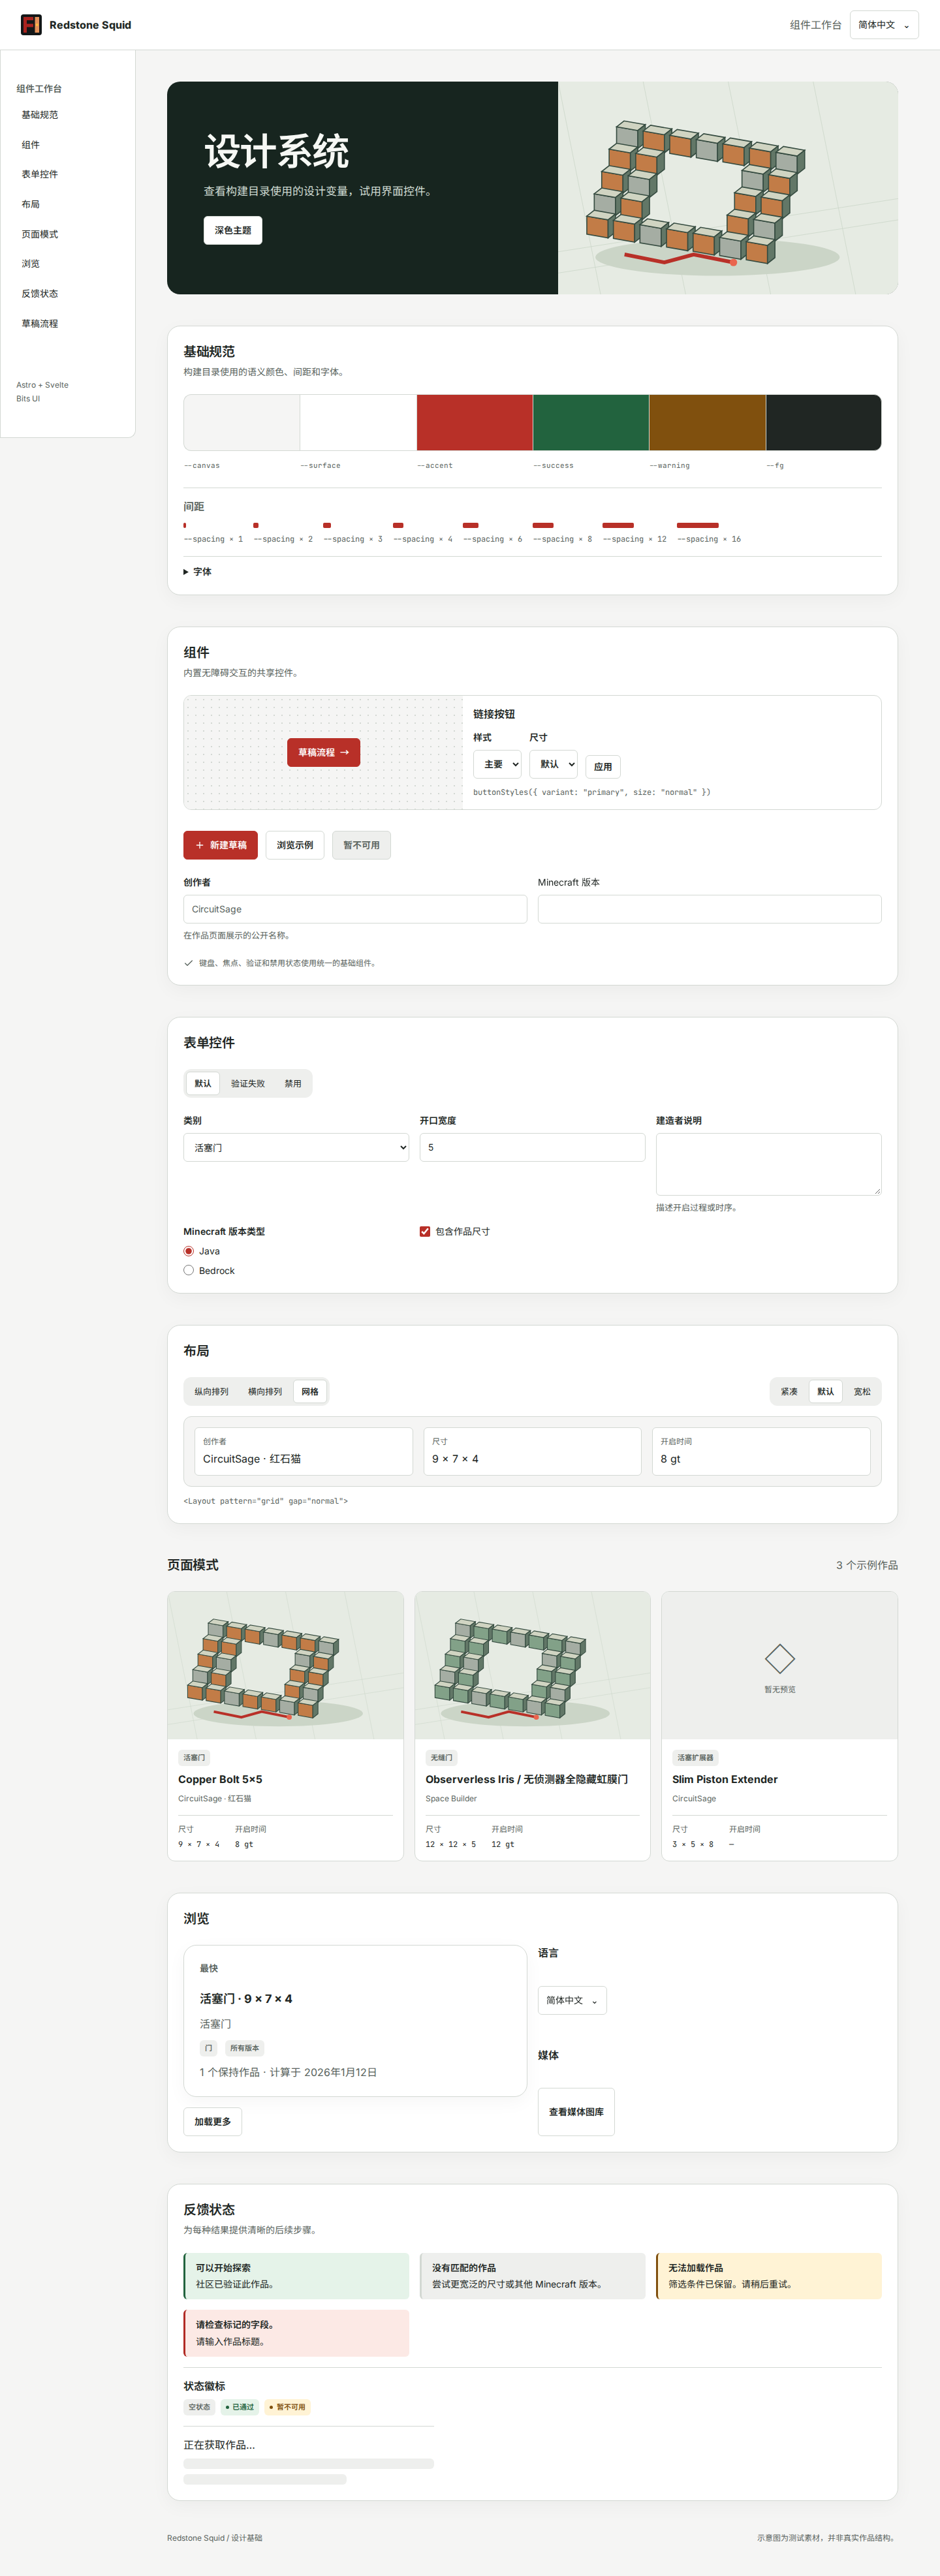 Redstone Squid
组件工作台
简体中文
组件工作台
基础规范
组件
表单控件
布局
页面模式
浏览
反馈状态
草稿流程
Astro + Svelte
Bits UI
设计系统
查看构建目录使用的设计变量，试用界面控件。
深色主题
基础规范
构建目录使用的语义颜色、间距和字体。
--canvas
--surface
--accent
--success
--warning
--fg
间距
--spacing × 1
--spacing × 2
--spacing × 3
--spacing × 4
--spacing × 6
--spacing × 8
--spacing × 12
--spacing × 16
字体
组件
内置无障碍交互的共享控件。
草稿流程 →
链接按钮
样式
尺寸
主要
默认
应用
buttonStyles({ variant: "primary", size: "normal" })
+ 新建草稿
浏览示例
暂不可用
创作者
Minecraft 版本
CircuitSage
在作品页面展示的公开名称。
键盘、焦点、验证和禁用状态使用统一的基础组件。
表单控件
默认
验证失败
禁用
类别
开口宽度
建造者说明
活塞门
5
描述开启过程或时序。
Minecraft 版本类型
包含作品尺寸
Java
Bedrock
布局
纵向排列
横向排列
网格
紧凑
默认
宽松
创作者
CircuitSage · 红石猫
尺寸
9 × 7 × 4
开启时间
8 gt
<Layout pattern="grid" gap="normal">
页面模式
3 个示例作品
暂无预览
活塞门
Copper Bolt 5×5
CircuitSage · 红石猫
尺寸
开启时间
9 × 7 × 4
8 gt
无缝门
Observerless Iris / 无侦测器全隐藏虹膜门
Space Builder
尺寸
开启时间
12 × 12 × 5
12 gt
活塞扩展器
Slim Piston Extender
CircuitSage
尺寸
开启时间
3 × 5 × 8
—
浏览
最快
活塞门 · 9 × 7 × 4
活塞门
门
所有版本
1 个保持作品 · 计算于 2026年1月12日
加载更多
语言
简体中文
媒体
查看媒体图库
反馈状态
为每种结果提供清晰的后续步骤。
可以开始探索
社区已验证此作品。
没有匹配的作品
尝试更宽泛的尺寸或其他 Minecraft 版本。
无法加载作品
筛选条件已保留。请稍后重试。
请检查标记的字段。
请输入作品标题。
状态徽标
空状态
已通过
暂不可用
正在获取作品…
Redstone Squid / 设计基础
示意图为测试素材，并非真实作品结构。